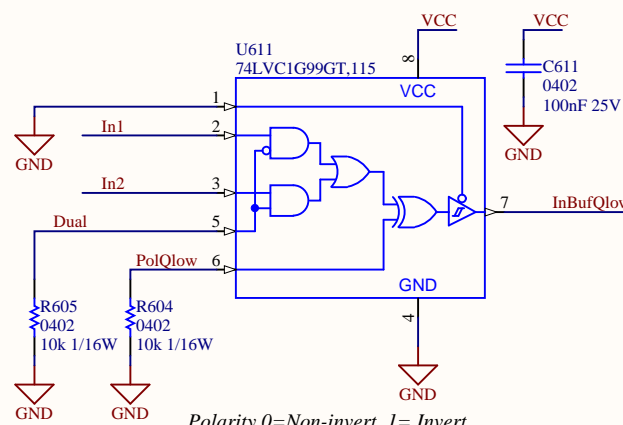 VCC
VCC
U611
74LVC1G99GT,115
8
VCC
C611
0402
100nF 25V
GND
1
GND
In1
2
In2
3
Dual
5
PolQlow
6
7
InBufQlow
GND
4
R605
0402
10k 1/16W
R604
0402
10k 1/16W
GND
GND
GND
Polarity 0=Non-invert, 1= Invert